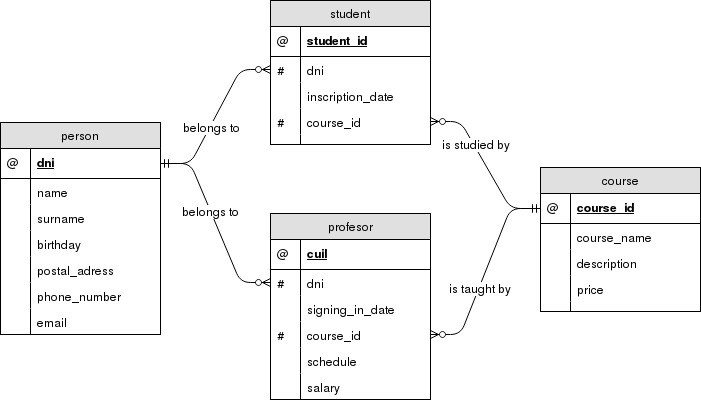 student
@ student_id
# dni
inscription_date
# course_id
belongs to
is studied by
person
@ dni
name
surname
birthday
postal_adress
phone_number
email
belongs to
profesor
@ cuil
# dni
signing_in_date
# course_id
schedule
salary
is taught by
course
@ course_id
course_name
description
price